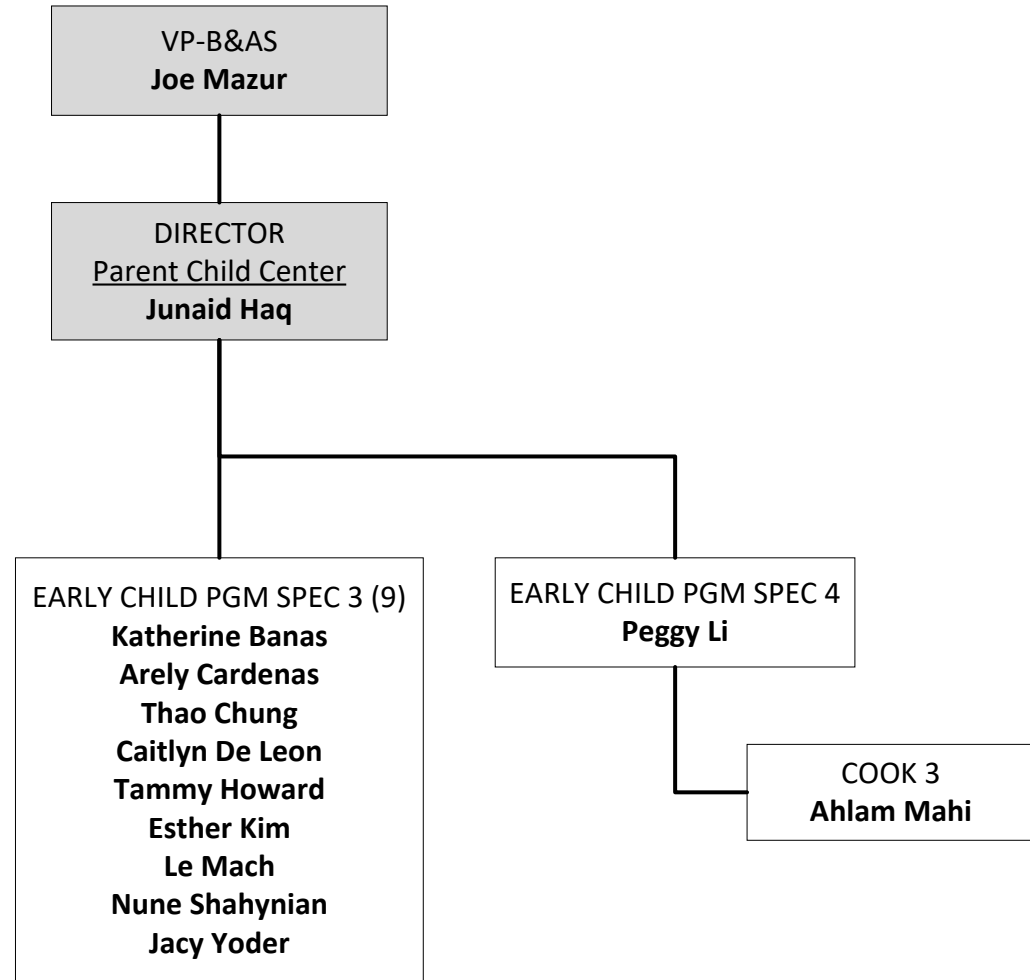 VP-B&AS
Joe Mazur
DIRECTOR
Parent Child Center
Junaid Haq
EARLY CHILD PGM SPEC 3 (9)
Katherine Banas
Arely Cardenas
Thao Chung
Caitlyn De Leon
Tammy Howard
Esther Kim
Le Mach
Nune Shahynian
Jacy Yoder
EARLY CHILD PGM SPEC 4
Peggy Li
COOK 3
Ahlam Mahi